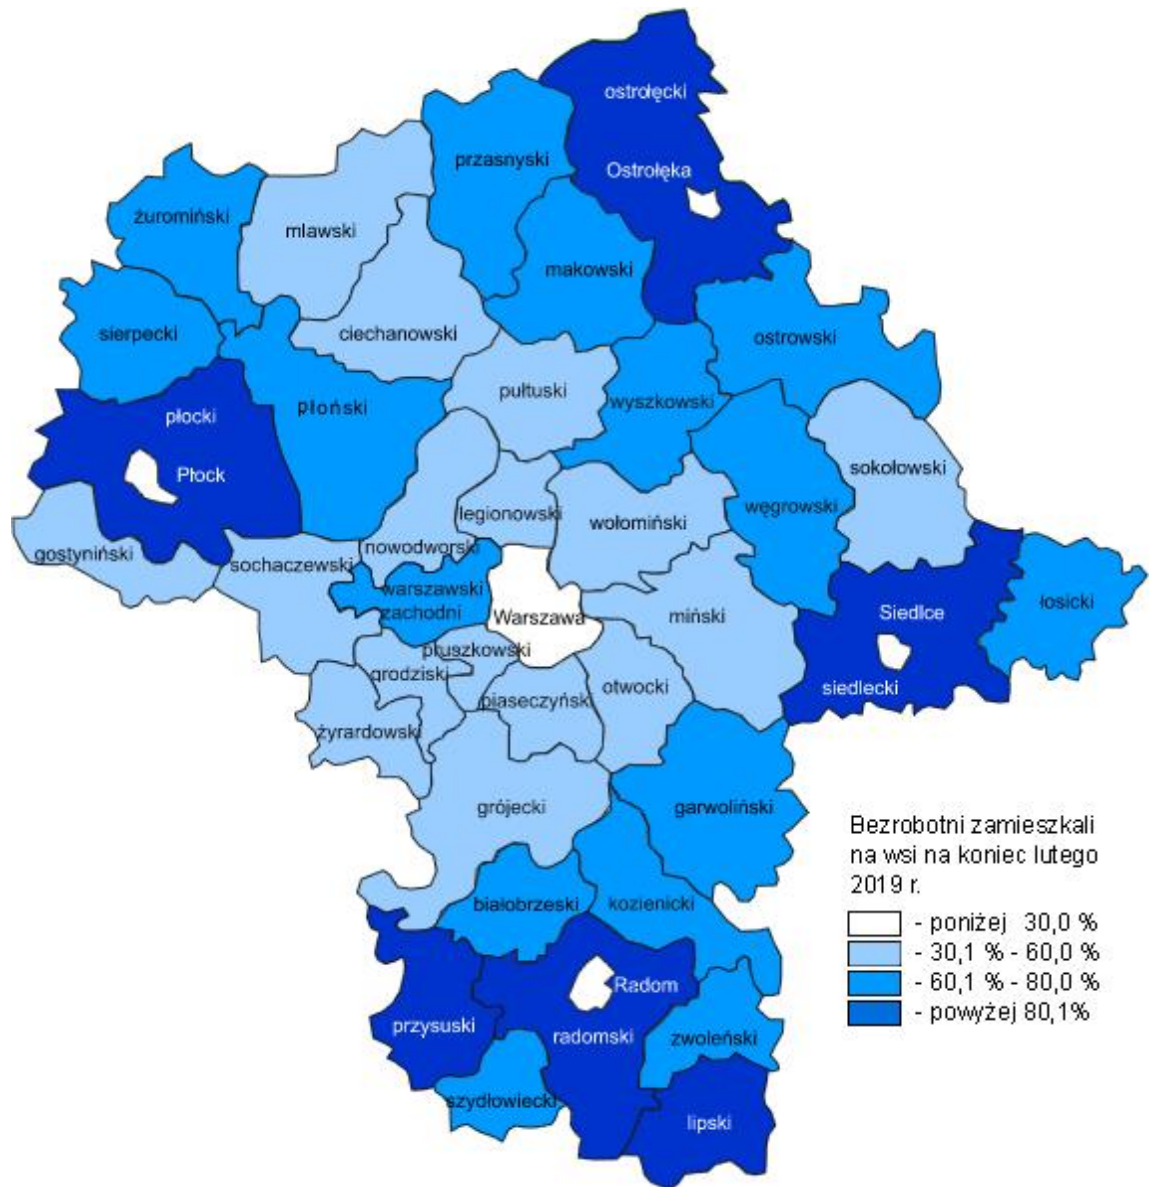 ostrołęcki
przasnyski
Ostrołęka
żuromiński
mlawski
makowski
sierpecki
ciechanowski
ostrowski
pułtuski
płocki
płoński
wyszkowski
Płock
sokołowski
legionowski
wołomiński
węgrowski
gostyniński
sochaczewski
nowodworski
warszawski
zachodni
Warszawa
miński
Siedlce
łosicki
pruszkowski
grodziski
piaseczyński
otwocki
siedlecki
żyrardowski
grójecki
garwoliński
Bezrobotni zamieszkali
na wsi na koniec lutego
2019 r.
- poniżej 30,0 %
- 30,1 % - 60,0 %
- 60,1 % - 80,0 %
- powyżej 80,1%
białobrzeski
kozienicki
Radom
przysuski
radomski
zwoleński
szydłowiecki
lipski